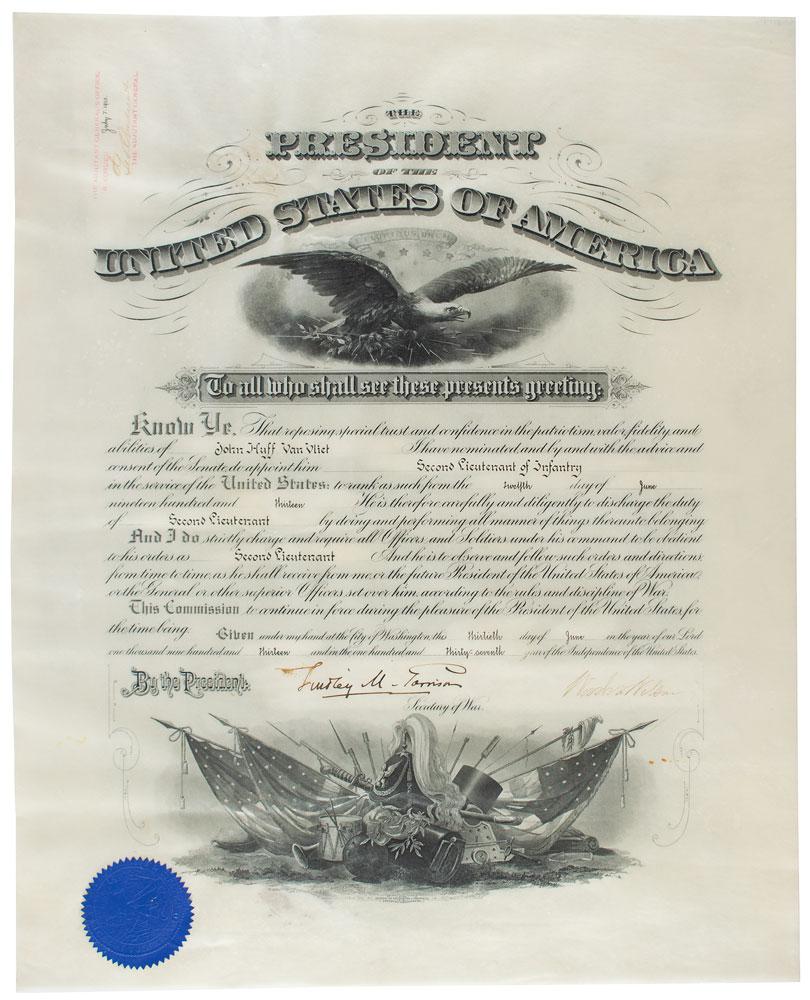 THE ADJUTANT GENERAL'S OFFICE,
July 7 1913
THE ADJUTANT GENERAL.
THE
PRESIDENT
OF THE
UNITED STATES OF AMERICA
E PLURIBUS UNUM
To all who shall see these presents greeting:
Know Ye, That reposing special trust and confidence in the patriotism, valor, fidelity and
abilities of John Huff Van Vliet I have nominated and by and with the advice and
consent of the Senate do appoint him Second Lieutenant of Infantry
in the service of the United States: to rank as such from the twelfth day of June
nineteen hundred and thirteen He is therefore carefully and diligently to discharge the duty
of Second Lieutenant by doing and performing all manner of things thereunto belonging
And I do strictly charge and require all Officers and Soldiers under his command to be obedient
to his orders as Second Lieutenant And he is to observe and follow such orders and directions
from time to time, as he shall receive from me, or the future President of the United States of America,
or the General or other superior Officers set over him, according to the rules and discipline of War.
This Commission to continue in force during the pleasure of the President of the United States, for
the time being.
Given under my hand at the City of Washington, this thirtieth day of June in the year of our Lord
one thousand nine hundred and thirteen and in the one hundred and thirty-seventh year of the Independence of the United States.
By the President:
Lindley M. Garrison
Woodrow Wilson
Secretary of War.